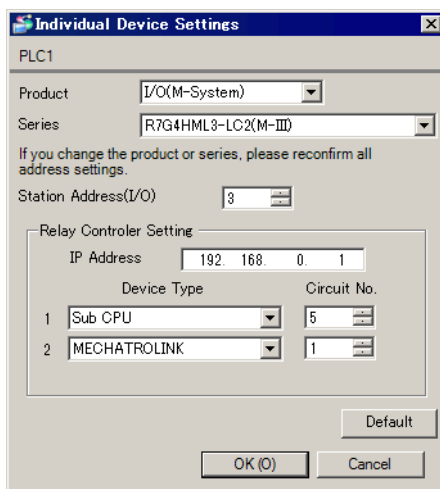 Individual Device Settings
PLC1
Product I/O(M-System)
Series R7G4HML3-LC2(M-III)
If you change the product or series, please reconfirm all
address settings.
Station Address(I/O) 3
Relay Controler Setting
IP Address 192. 168. 0. 1
Device Type Circuit No.
1 Sub CPU 5
2 MECHATROLINK 1
Default
OK (O) Cancel